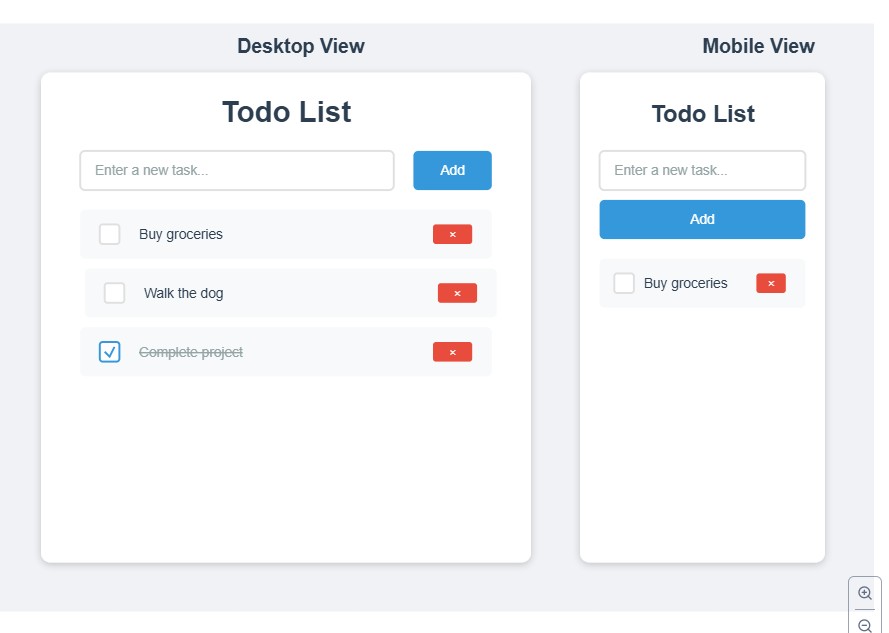 Desktop View
Todo List
Enter a new task...
Add
Buy groceries
×
Walk the dog
×
Complete project
×
Mobile View
Todo List
Enter a new task...
Add
Buy groceries
×